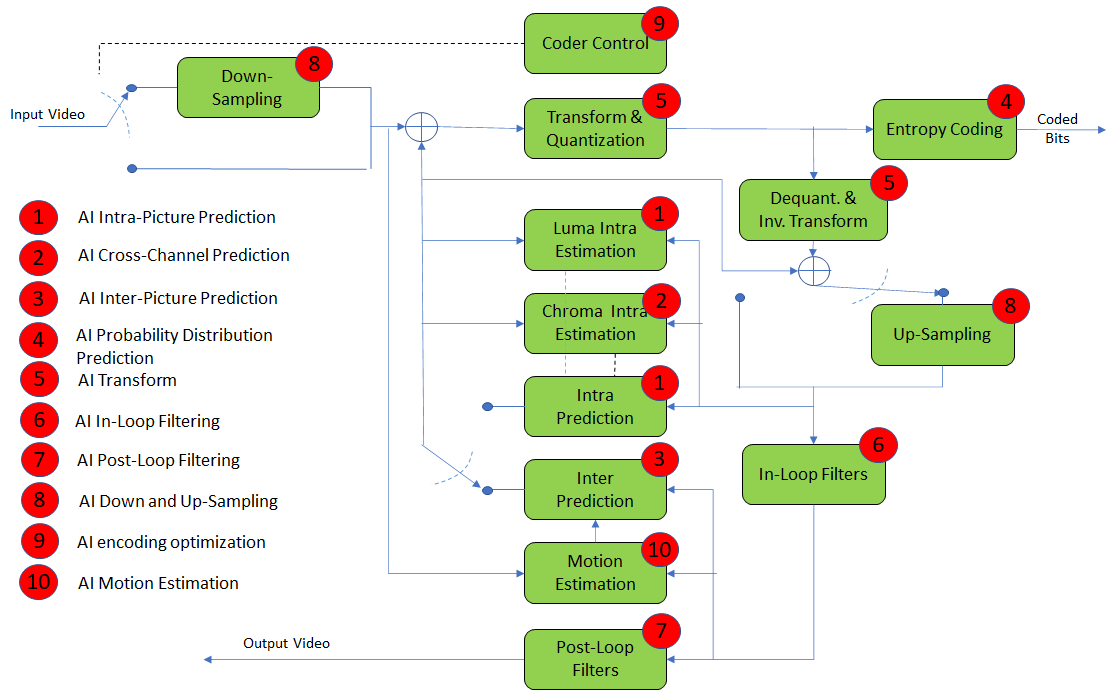 9
Coder Control
8
Down-
Sampling
Input Video
5
Transform &
Quantization
4
Entropy Coding
Coded
Bits
5
Dequant. &
Inv. Transform
1
Luma Intra
Estimation
2
Chroma Intra
Estimation
8
Up-Sampling
1
Intra
Prediction
6
In-Loop Filters
3
Inter
Prediction
10
Motion
Estimation
7
Post-Loop
Filters
Output Video
1 AI Intra-Picture Prediction
2 AI Cross-Channel Prediction
3 AI Inter-Picture Prediction
4 AI Probability Distribution
Prediction
5 AI Transform
6 AI In-Loop Filtering
7 AI Post-Loop Filtering
8 AI Down and Up-Sampling
9 AI encoding optimization
10 AI Motion Estimation